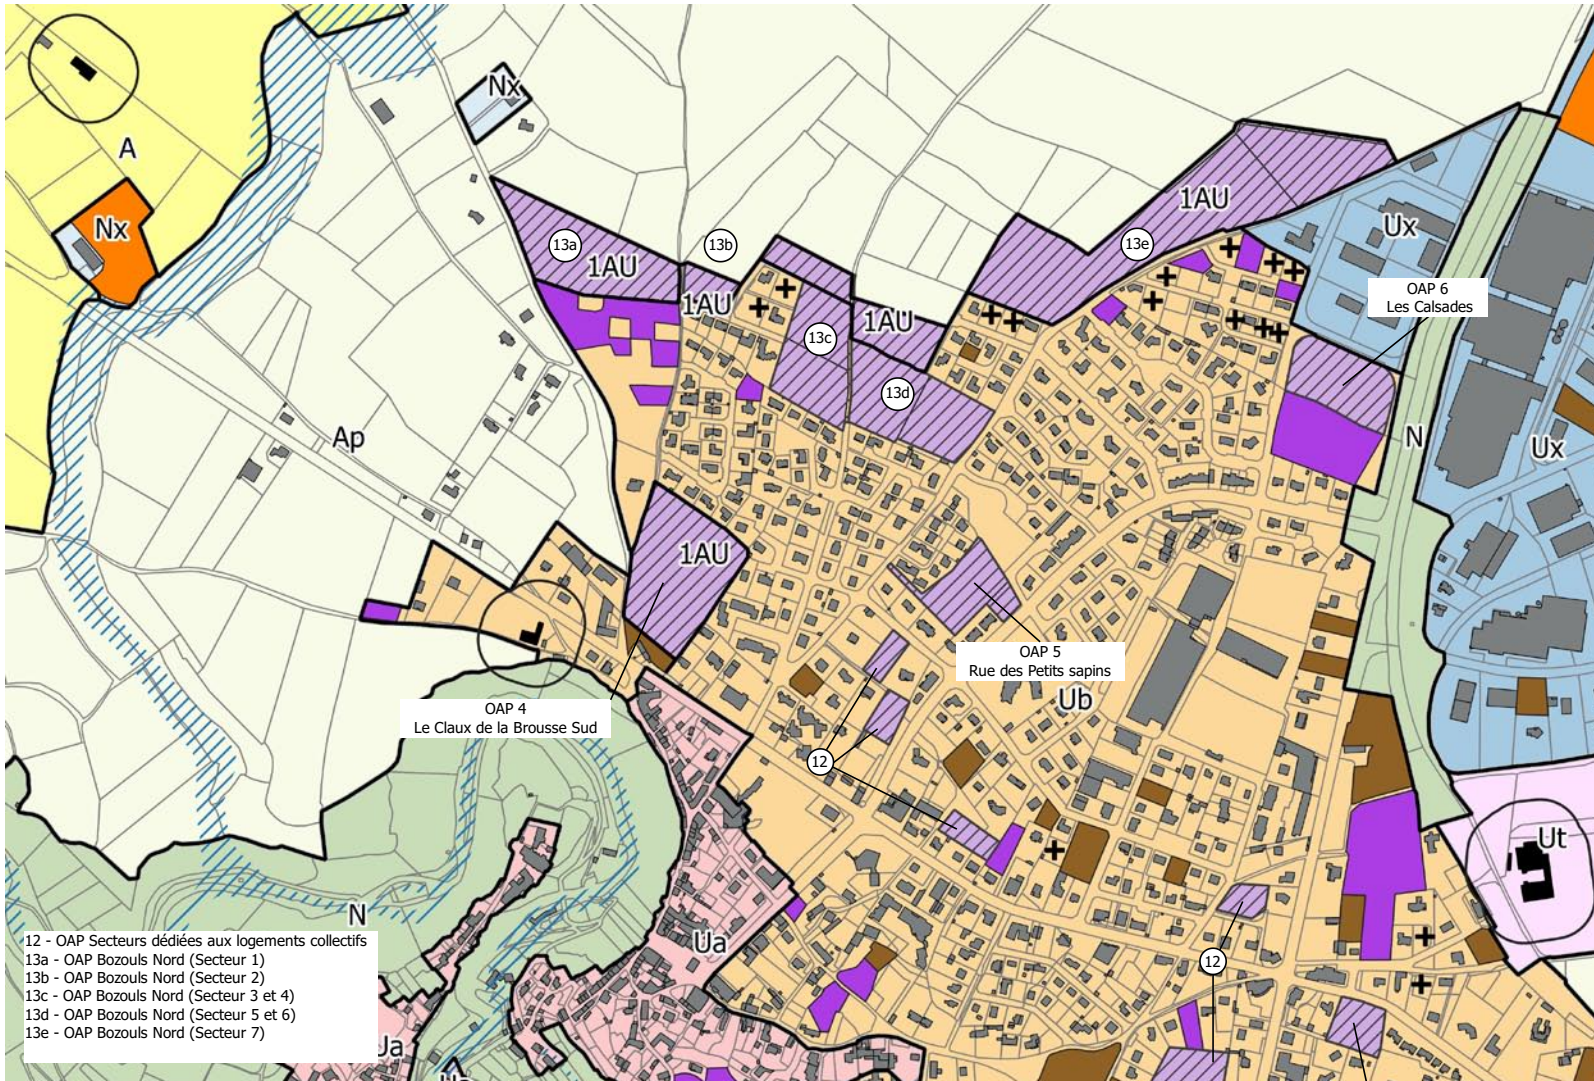 Nx
A
Nx
1AU
13a
1AU
13b
13e
Ux
OAP 6
Les Calsades
1AU
1AU
13c
13d
Ap
N
Ux
1AU
OAP 5
Rue des Petits sapins
Ub
OAP 4
Le Claux de la Brousse Sud
12
Ut
N
Ua
12
12 - OAP Secteurs dédiées aux logements collectifs
13a - OAP Bozouls Nord (Secteur 1)
13b - OAP Bozouls Nord (Secteur 2)
13c - OAP Bozouls Nord (Secteur 3 et 4)
13d - OAP Bozouls Nord (Secteur 5 et 6)
13e - OAP Bozouls Nord (Secteur 7)